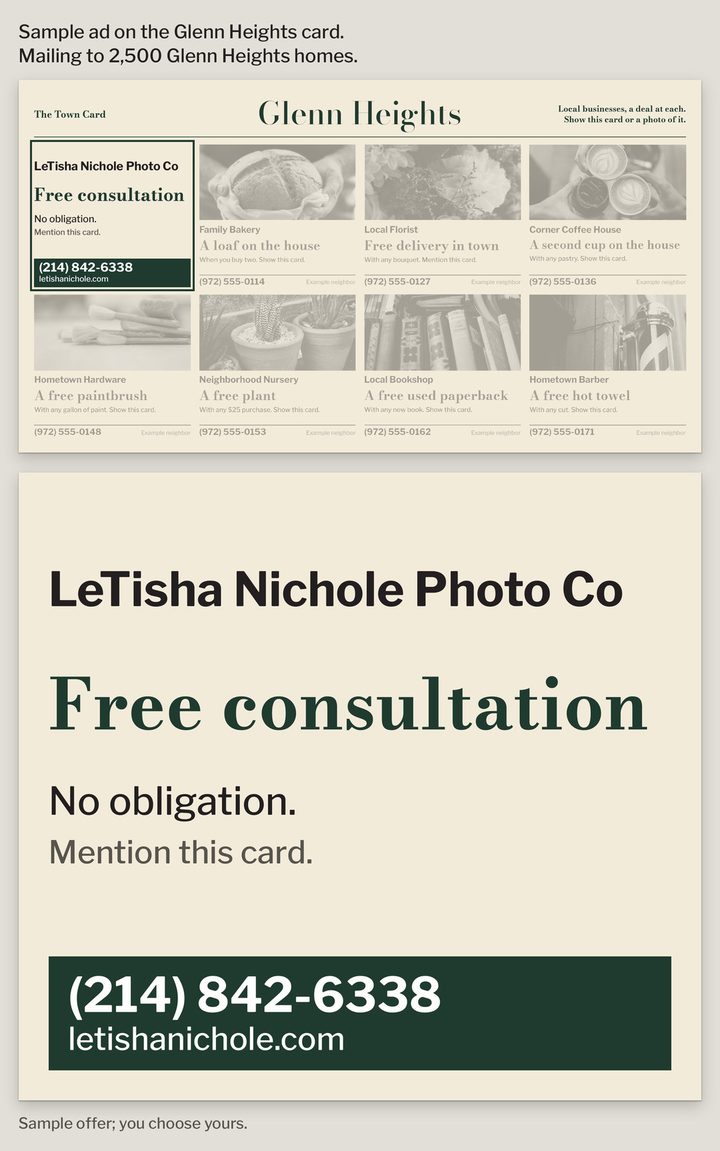 Sample ad on the Glenn Heights card.
Mailing to 2,500 Glenn Heights homes.
The Town Card
Glenn Heights
Local businesses, a deal at each.
Show this card or a photo of it.
LeTisha Nichole Photo Co
Free consultation
No obligation.
Mention this card.
(214) 842-6338
letishanichole.com
Family Bakery
A loaf on the house
When you buy two. Show this card.
(972) 555-0114
Example neighbor
Local Florist
Free delivery in town
With any bouquet. Mention this card.
(972) 555-0127
Example neighbor
Corner Coffee House
A second cup on the house
With any pastry. Show this card.
(972) 555-0136
Example neighbor
Hometown Hardware
A free paintbrush
With any gallon of paint. Show this card.
(972) 555-0148
Example neighbor
Neighborhood Nursery
A free plant
With any $25 purchase. Show this card.
(972) 555-0153
Example neighbor
Local Bookshop
A free used paperback
With any new book. Show this card.
(972) 555-0162
Example neighbor
Hometown Barber
A free hot towel
With any cut. Show this card.
(972) 555-0171
Example neighbor
LeTisha Nichole Photo Co
Free consultation
No obligation.
Mention this card.
(214) 842-6338
letishanichole.com
Sample offer; you choose yours.